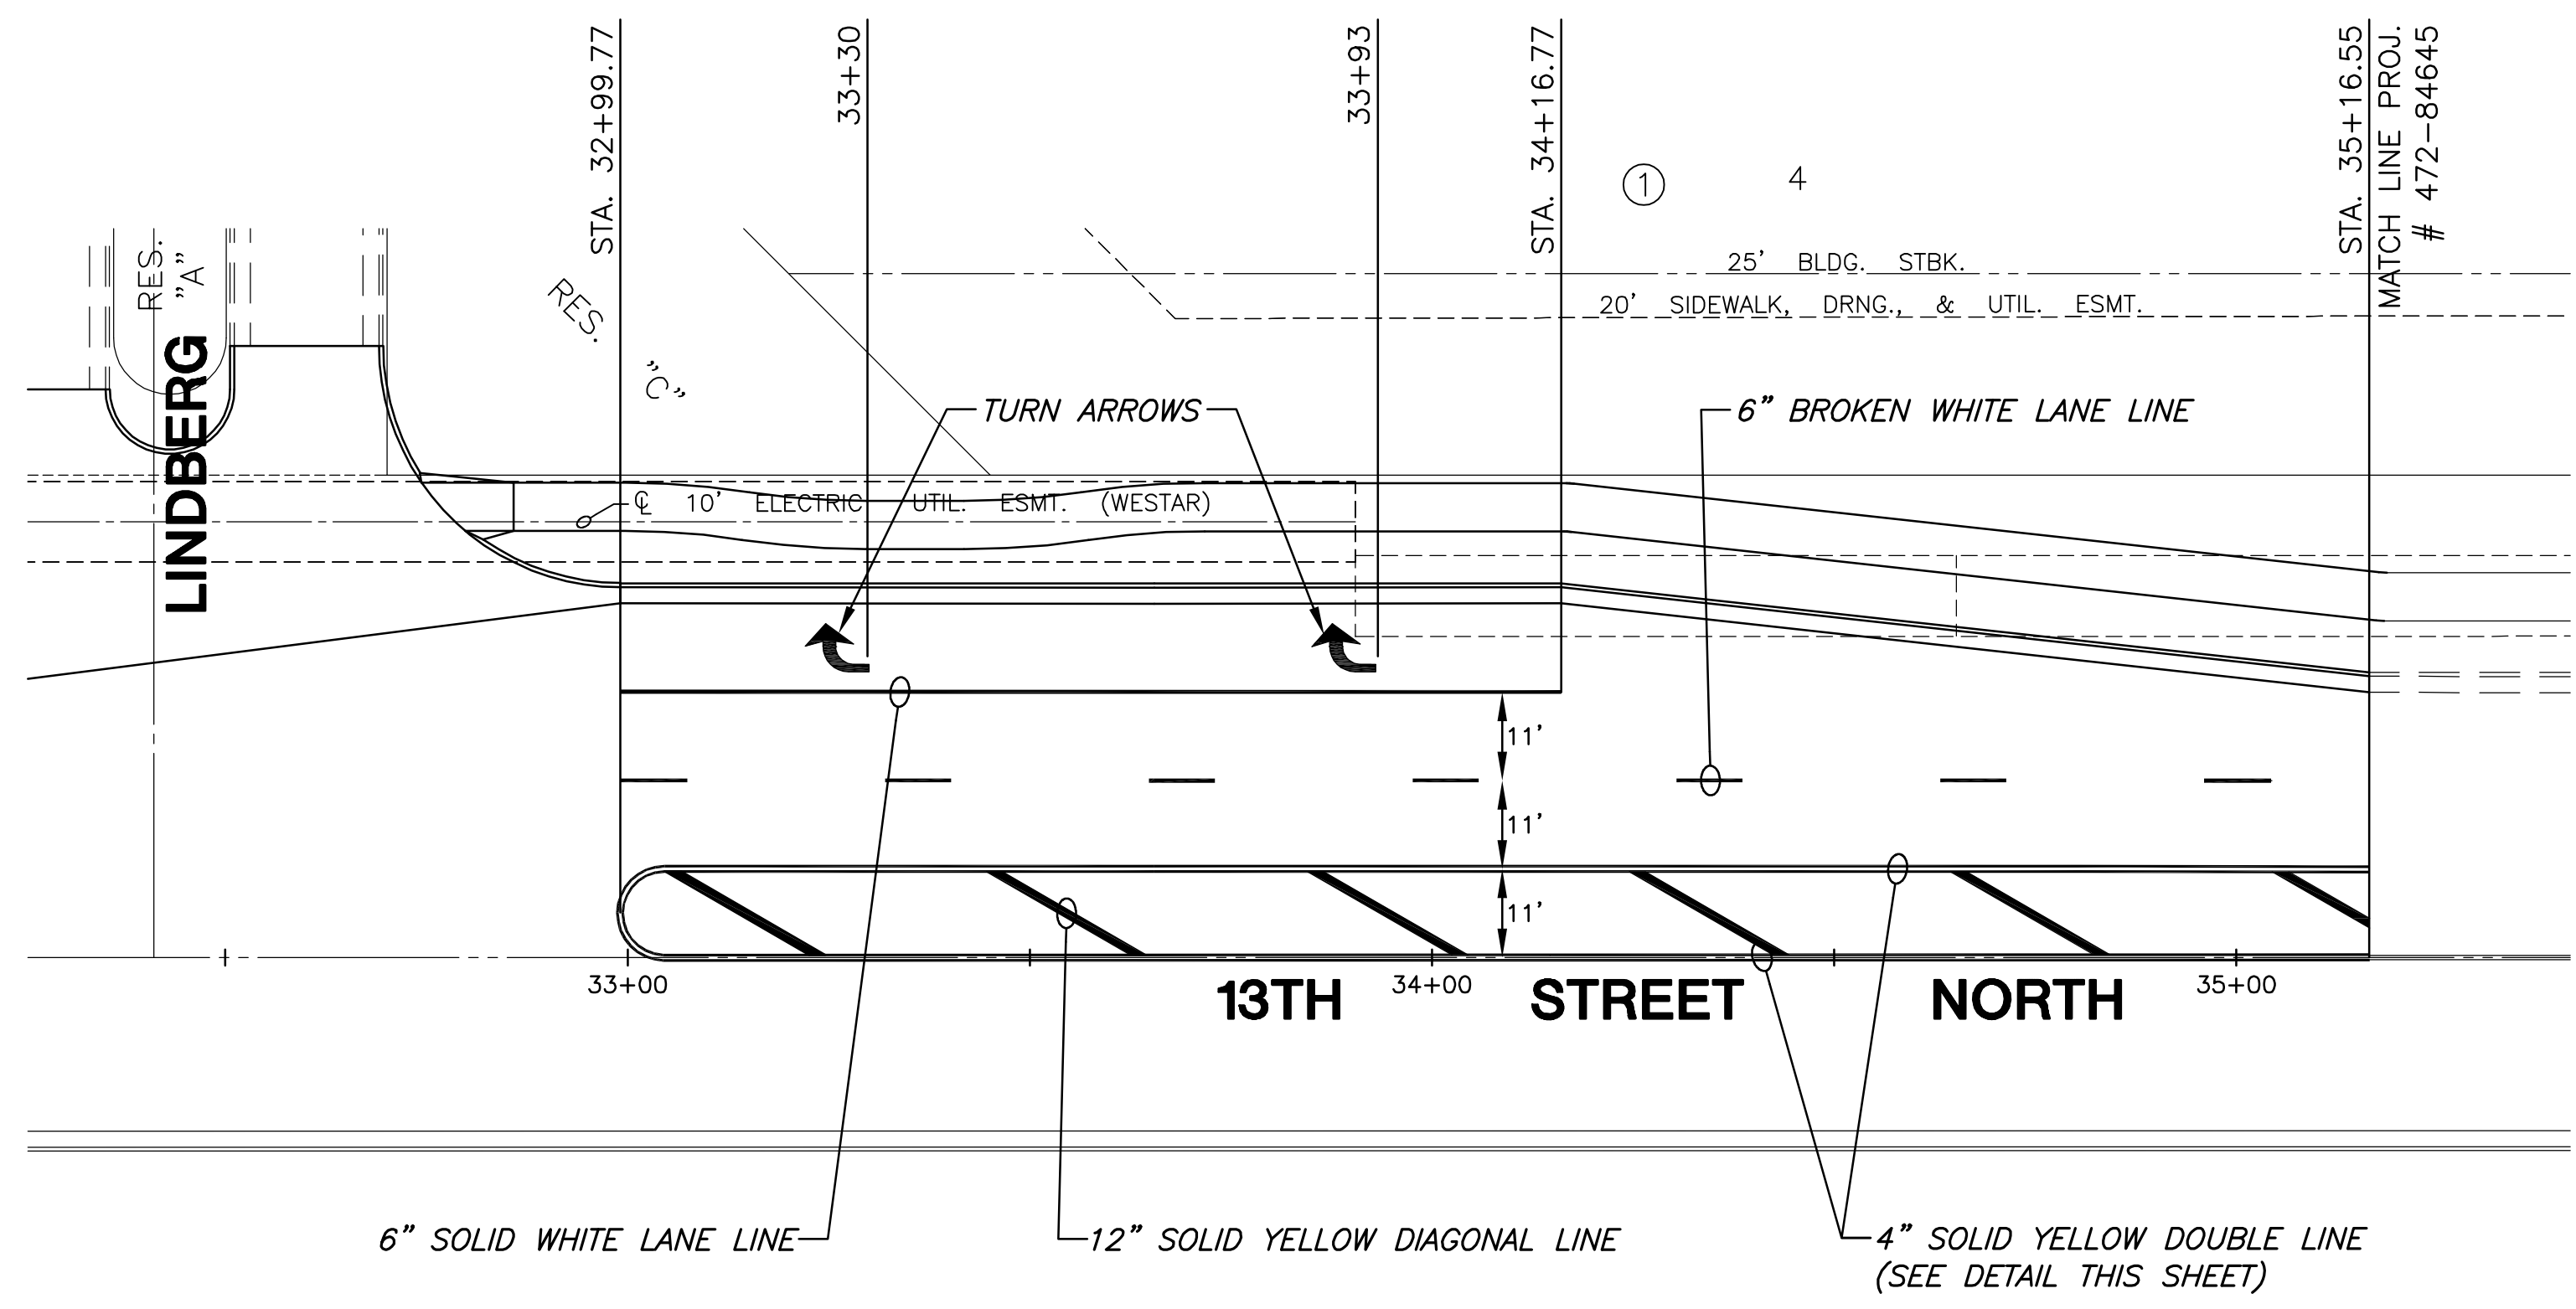 STA. 32+99.77
33+30
33+93
STA. 34+16.77
STA. 35+16.55
MATCH LINE PROJ.
# 472-84645
1
4
RES.
"A"
LINDBERG
RES.
"C"
25' BLDG. STBK.
20' SIDEWALK, DRNG., & UTIL. ESMT.
TURN ARROWS
6" BROKEN WHITE LANE LINE
℄ 10' ELECTRIC UTIL. ESMT. (WESTAR)
11'
11'
11'
33+00
34+00
35+00
13TH STREET NORTH
6" SOLID WHITE LANE LINE
12" SOLID YELLOW DIAGONAL LINE
4" SOLID YELLOW DOUBLE LINE
(SEE DETAIL THIS SHEET)